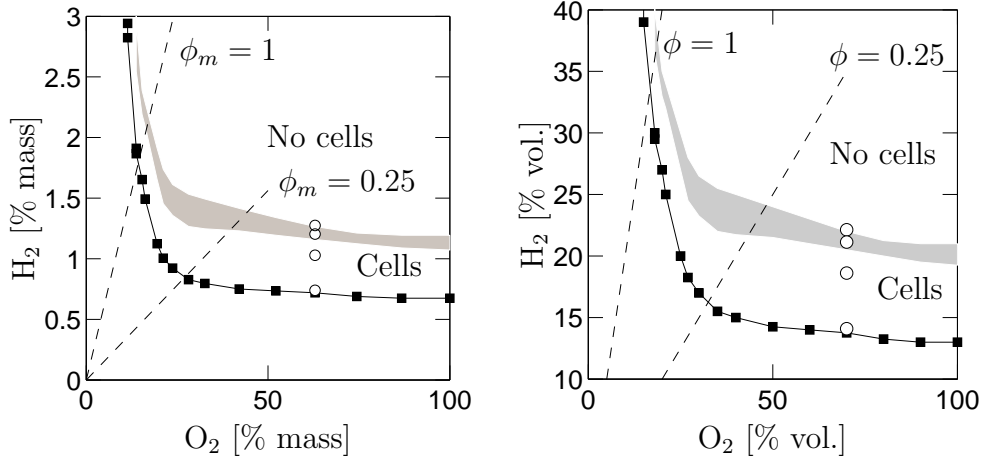 3
2.5
2
1.5
1
0.5
0
H₂ [% mass]
ϕₘ = 1
No cells
ϕₘ = 0.25
Cells
0
50
100
O₂ [% mass]
40
35
30
25
20
15
10
H₂ [% vol.]
ϕ = 1
ϕ = 0.25
No cells
Cells
0
50
100
O₂ [% vol.]